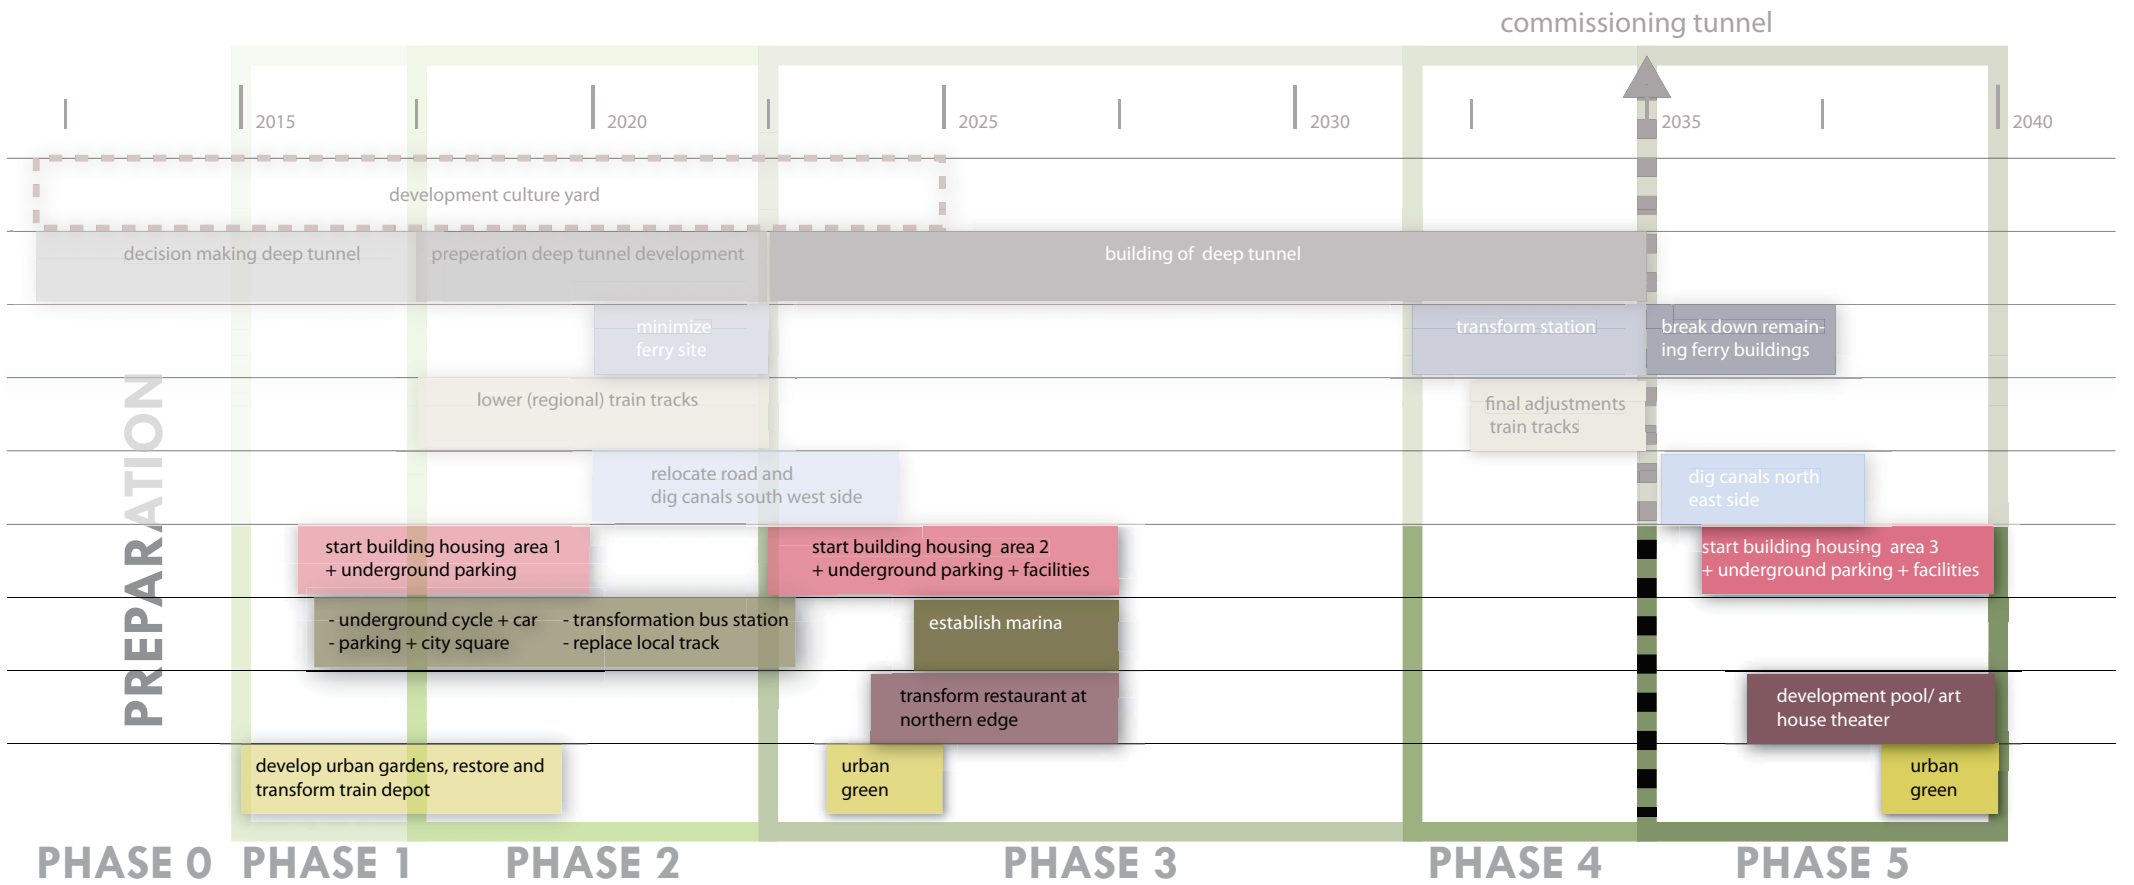 commissioning tunnel
2015
2020
2025
2030
2035
2040
development culture yard
decision making deep tunnel
preperation deep tunnel development
building of deep tunnel
minimize
ferry site
transform station
break down remain-
ing ferry buildings
lower (regional) train tracks
final adjustments
train tracks
relocate road and
dig canals south west side
dig canals north
east side
start building housing area 1
+ underground parking
start building housing area 2
+ underground parking + facilities
start building housing area 3
+ underground parking + facilities
- underground cycle + car
- parking + city square
- transformation bus station
- replace local track
establish marina
transform restaurant at
northern edge
development pool/ art
house theater
develop urban gardens, restore and
transform train depot
urban
green
urban
green
PREPARATION
PHASE 0
PHASE 1
PHASE 2
PHASE 3
PHASE 4
PHASE 5